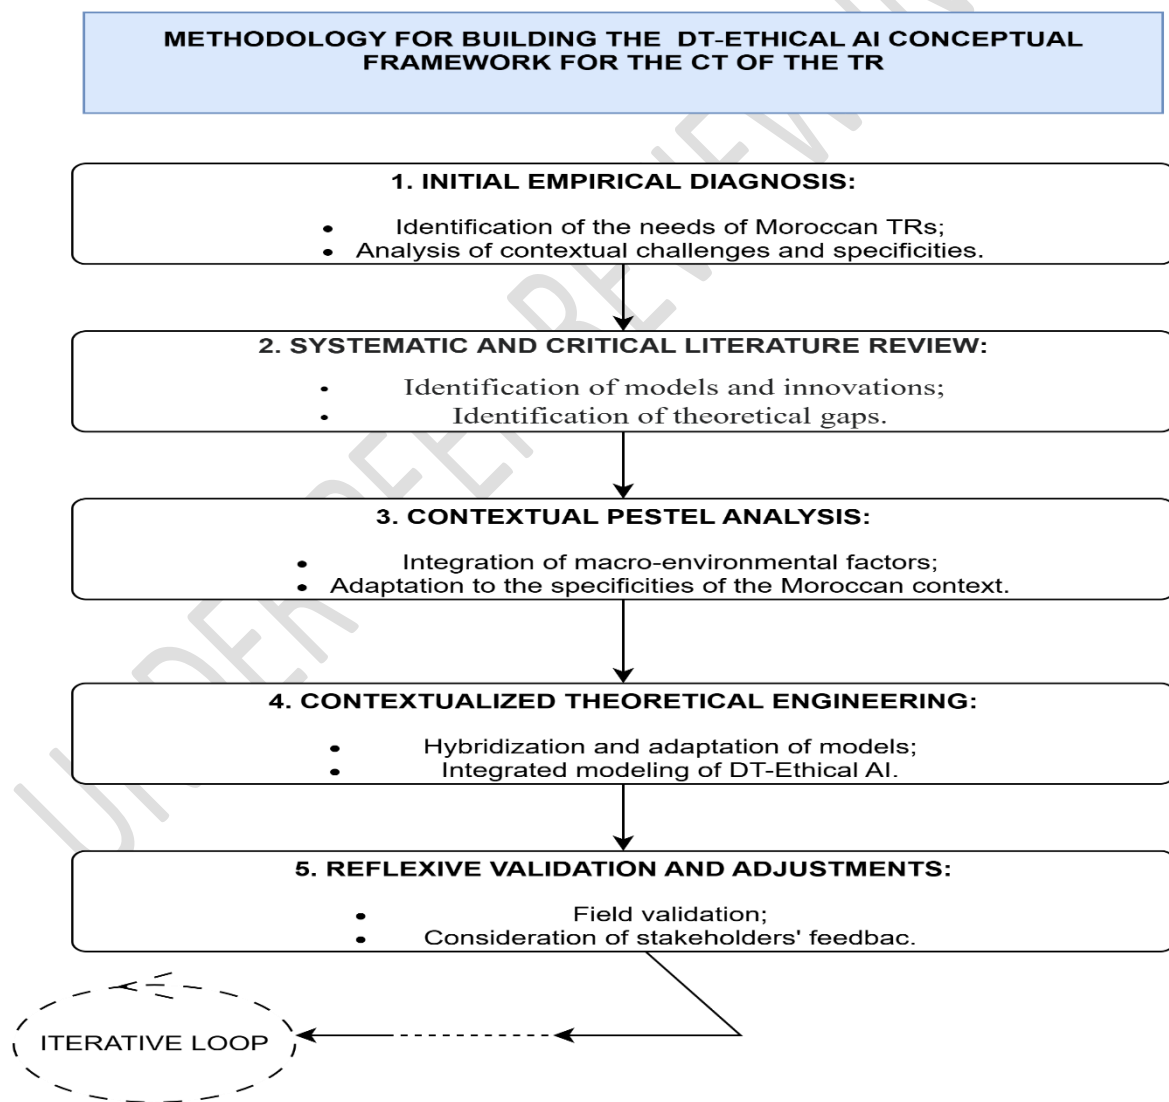 METHODOLOGY FOR BUILDING THE DT-ETHICAL AI CONCEPTUAL
FRAMEWORK FOR THE CT OF THE TR
1. INITIAL EMPIRICAL DIAGNOSIS:
• Identification of the needs of Moroccan TRs;
• Analysis of contextual challenges and specificities.
2. SYSTEMATIC AND CRITICAL LITERATURE REVIEW:
• Identification of models and innovations;
• Identification of theoretical gaps.
3. CONTEXTUAL PESTEL ANALYSIS:
• Integration of macro-environmental factors;
• Adaptation to the specificities of the Moroccan context.
4. CONTEXTUALIZED THEORETICAL ENGINEERING:
• Hybridization and adaptation of models;
• Integrated modeling of DT-Ethical AI.
5. REFLEXIVE VALIDATION AND ADJUSTMENTS:
• Field validation;
• Consideration of stakeholders' feedbac.
ITERATIVE LOOP
UNDER PEER REVIEW